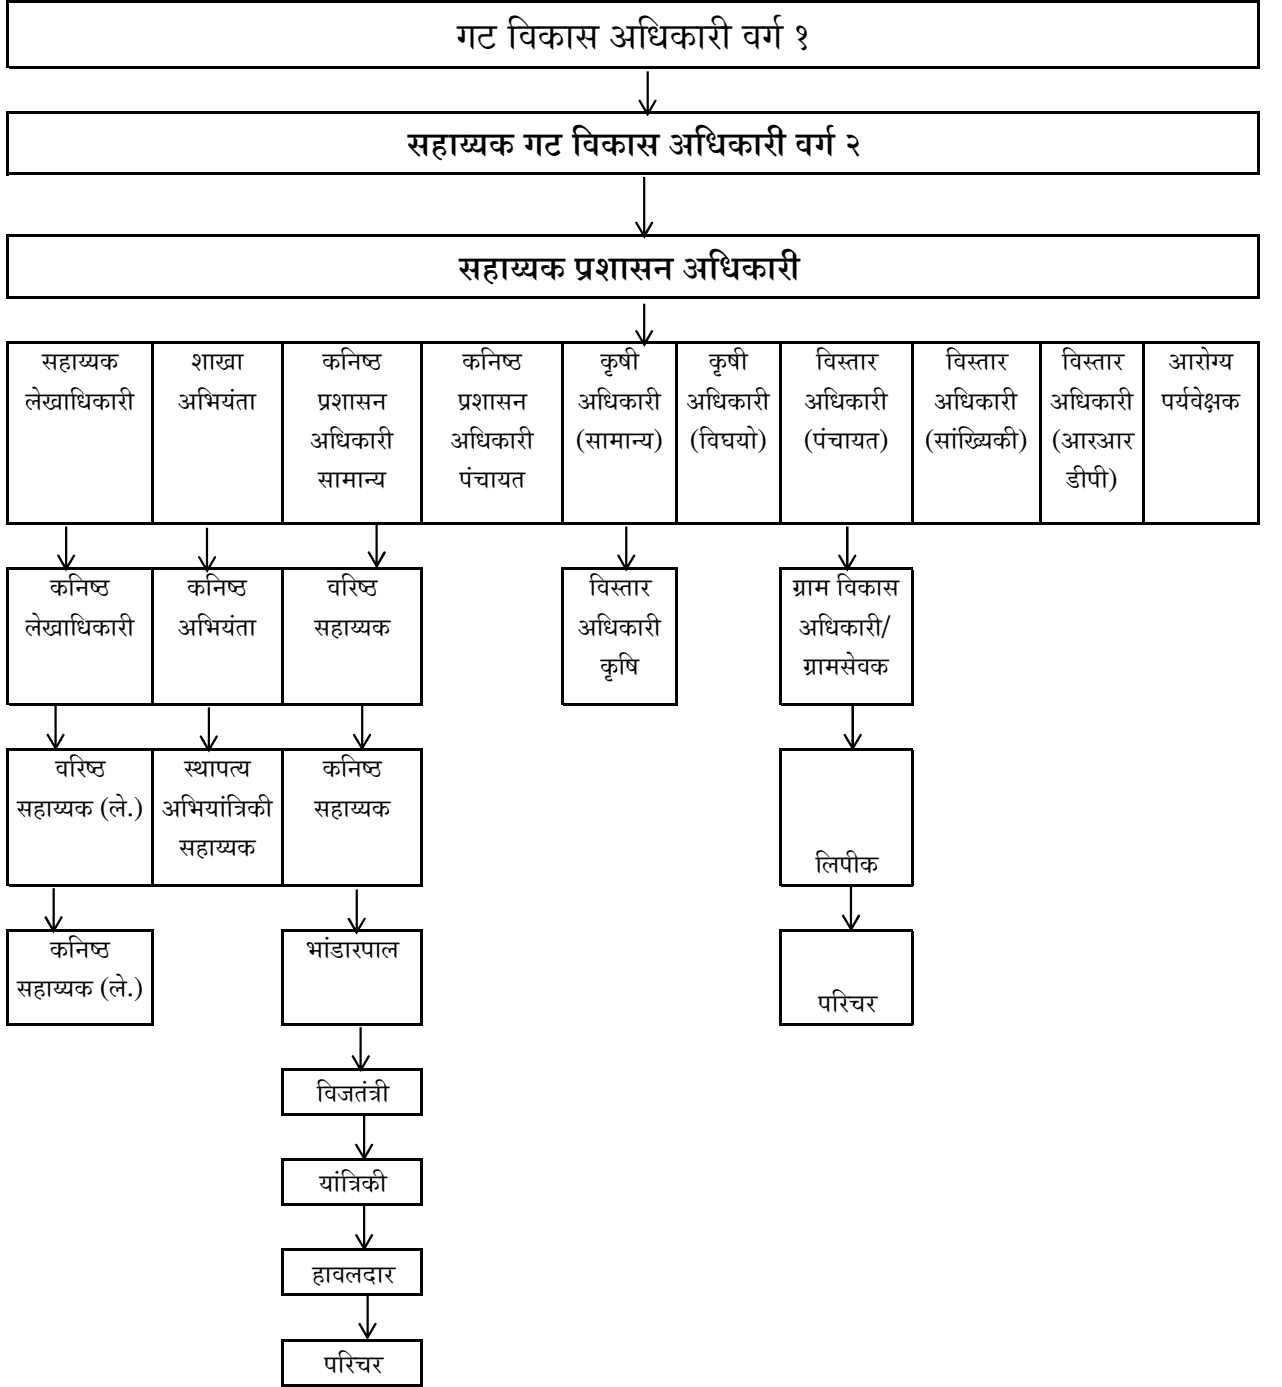 गट विकास अधिकारी वर्ग १
सहाय्यक गट विकास अधिकारी वर्ग २
सहाय्यक प्रशासन अधिकारी
सहाय्यक
लेखाधिकारी
शाखा
अभियंता
कनिष्ठ
प्रशासन
अधिकारी
सामान्य
कनिष्ठ
प्रशासन
अधिकारी
पंचायत
कृषी
अधिकारी
(सामान्य)
कृषी
अधिकारी
(विघयो)
विस्तार
अधिकारी
(पंचायत)
विस्तार
अधिकारी
(सांख्यिकी)
विस्तार
अधिकारी
(आरआर
डीपी)
आरोग्य
पर्यवेक्षक
कनिष्ठ
लेखाधिकारी
कनिष्ठ
अभियंता
वरिष्ठ
सहाय्यक
विस्तार
अधिकारी
कृषि
ग्राम विकास
अधिकारी/
ग्रामसेवक
वरिष्ठ
सहाय्यक (ले.)
स्थापत्य
अभियांत्रिकी
सहाय्यक
कनिष्ठ
सहाय्यक
लिपीक
कनिष्ठ
सहाय्यक (ले.)
भांडारपाल
परिचर
विजतंत्री
यांत्रिकी
हावलदार
परिचर